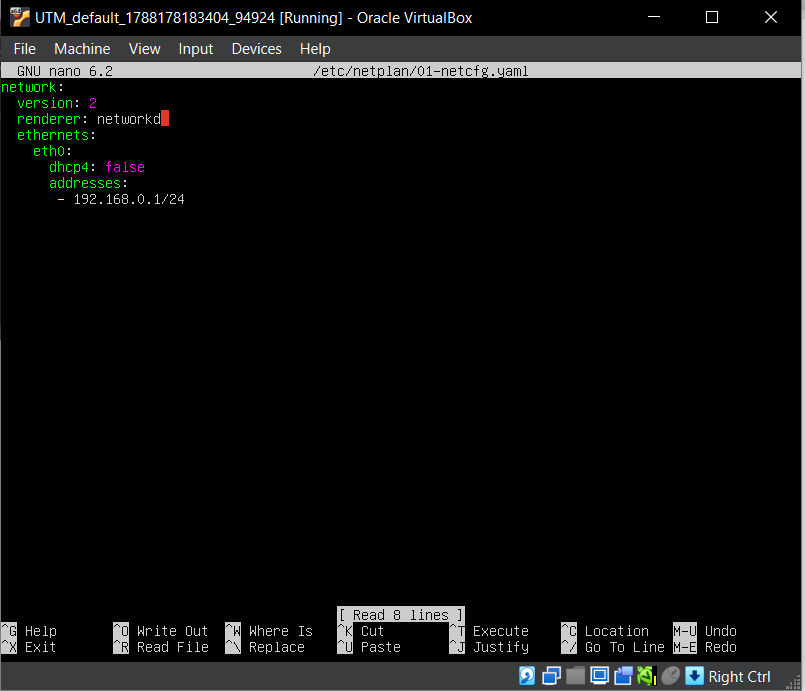 UTM_default_1788178183404_94924 [Running] - Oracle VirtualBox
File Machine View Input Devices Help
GNU nano 6.2 /etc/netplan/01-netcfg.yaml
network:
  version: 2
  renderer: networkd
  ethernets:
    eth0:
      dhcp4: false
      addresses:
       - 192.168.0.1/24
[ Read 8 lines ]
^G Help ^O Write Out ^W Where Is ^K Cut ^T Execute ^C Location M-U Undo
^X Exit ^R Read File ^\ Replace ^U Paste ^J Justify ^/ Go To Line M-E Redo
Right Ctrl